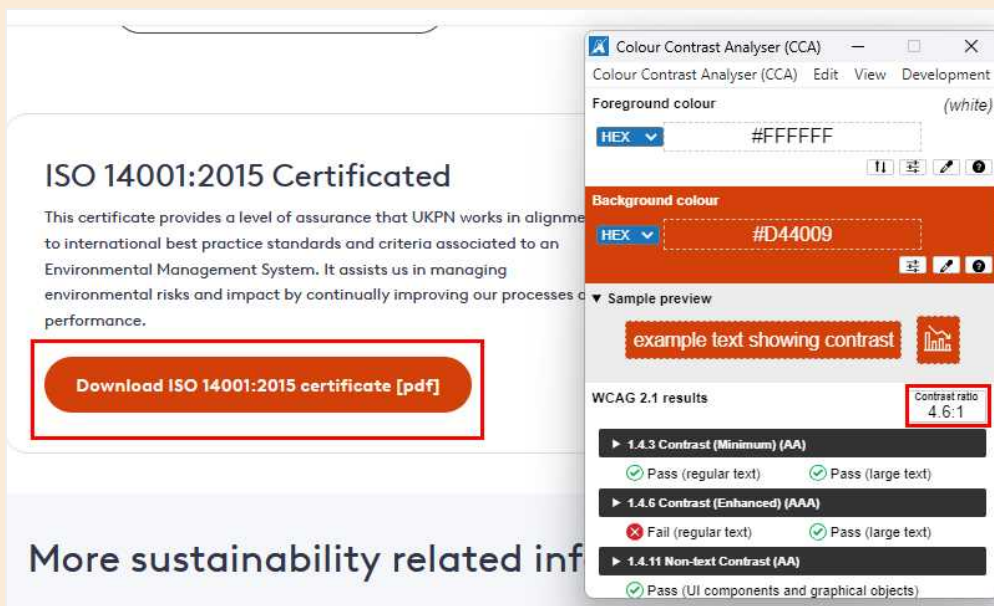 ISO 14001:2015 Certificated
This certificate provides a level of assurance that UKPN works in
to international best practice standards and criteria associated to an
Environmental Management System. It assists us in managing
environmental risks and impact by continually improving our processes
performance.
Download ISO 14001:2015 certificate [pdf]
More sustainability related
Colour Contrast Analyser (CCA)
Colour Contrast Analyser (CCA) Edit View Development
Foreground colour (white)
HEX #FFFFFF
Background colour
HEX #D44009
▼ Sample preview
example text showing contrast
WCAG 2.1 results
Contrast ratio
4.6:1
▶ 1.4.3 Contrast (Minimum) (AA)
Pass (regular text) Pass (large text)
▶ 1.4.6 Contrast (Enhanced) (AAA)
Fail (regular text) Pass (large text)
▶ 1.4.11 Non-text Contrast (AA)
Pass (UI components and graphical objects)